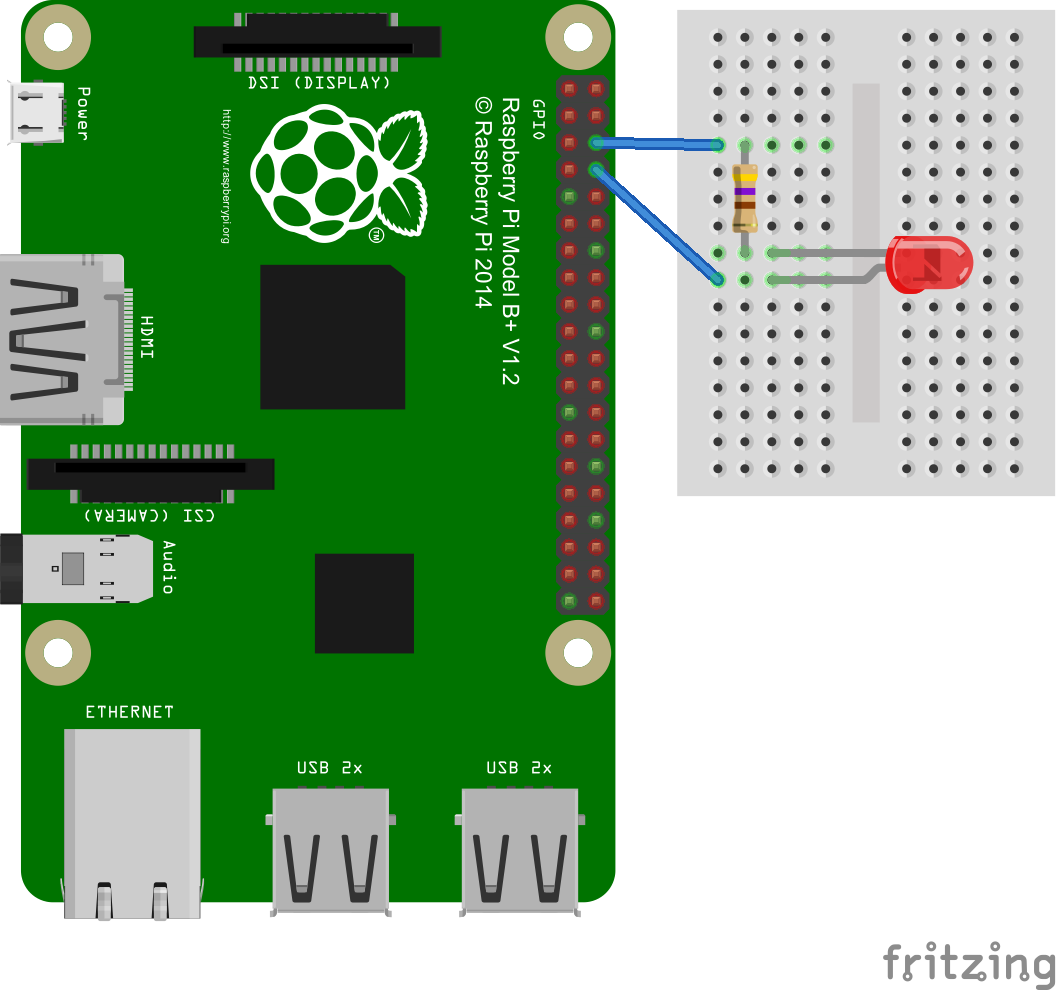 DSI (DISPLAY)
Power
http://www.raspberrypi.org
TM
GPIO
Raspberry Pi Model B+ V1.2
© Raspberry Pi 2014
HDMI
CSI (CAMERA)
Audio
ETHERNET
USB 2x
USB 2x
fritzing